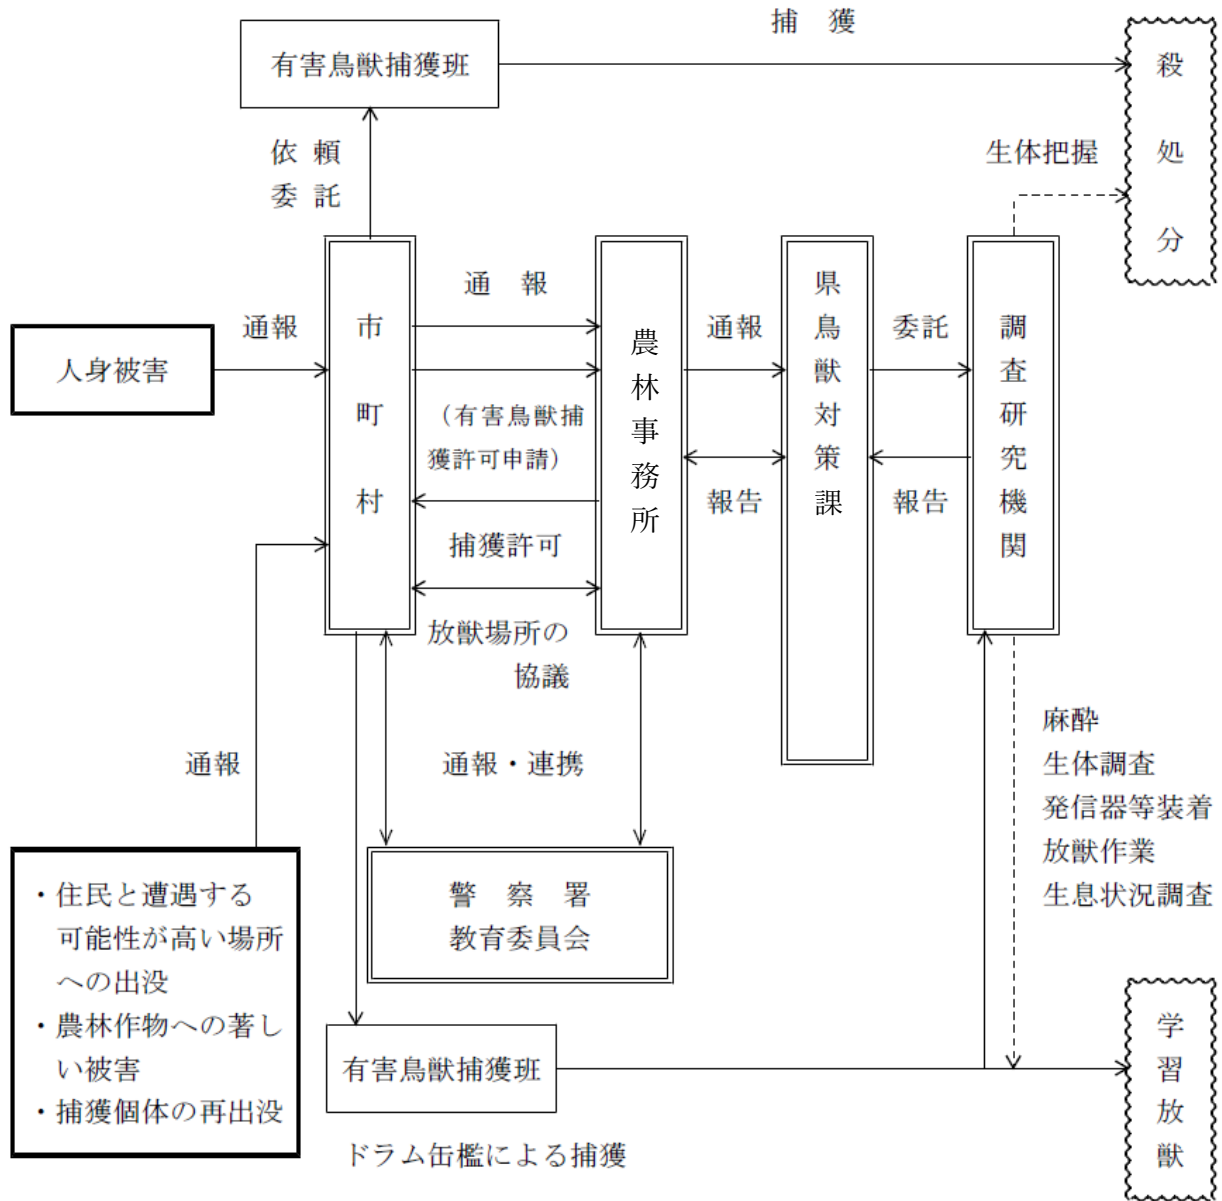 捕　獲
有害鳥獣捕獲班
殺処分
依頼
委託
生体把握
人身被害
通報
市町村
通　報
（有害鳥獣捕
獲許可申請）
捕獲許可
放獣場所の
協議
農林事務所
通報
報告
県鳥獣対策課
委託
報告
調査研究機関
通報
通報・連携
警　察　署
教育委員会
麻酔
生体調査
発信器等装着
放獣作業
生息状況調査
・住民と遭遇する
可能性が高い場所
への出没
・農林作物への著し
い被害
・捕獲個体の再出没
有害鳥獣捕獲班
ドラム缶檻による捕獲
学習放獣